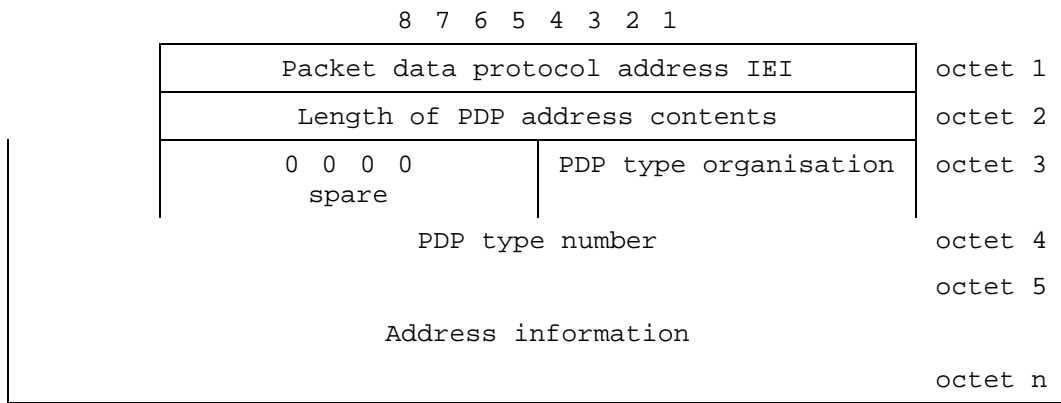 8 7 6 5 4 3 2 1
Packet data protocol address IEI octet 1
Length of PDP address contents octet 2
0 0 0 0 PDP type organisation octet 3
spare
PDP type number octet 4
octet 5
Address information
octet n